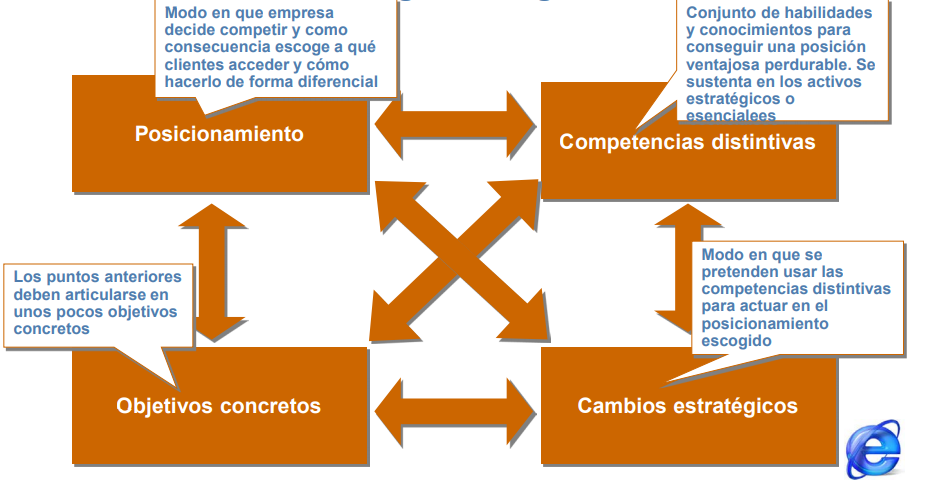 Modo en que empresa
decide competir y como
consecuencia escoge a qué
clientes acceder y cómo
hacerlo de forma diferencial
Conjunto de habilidades
y conocimientos para
conseguir una posición
ventajosa perdurable. Se
sustenta en los activos
estratégicos o
esencialees
Posicionamiento
Competencias distintivas
Los puntos anteriores
deben articularse en
unos pocos objetivos
concretos
Modo en que se
pretenden usar las
competencias distintivas
para actuar en el
posicionamiento
escogido
Objetivos concretos
Cambios estratégicos